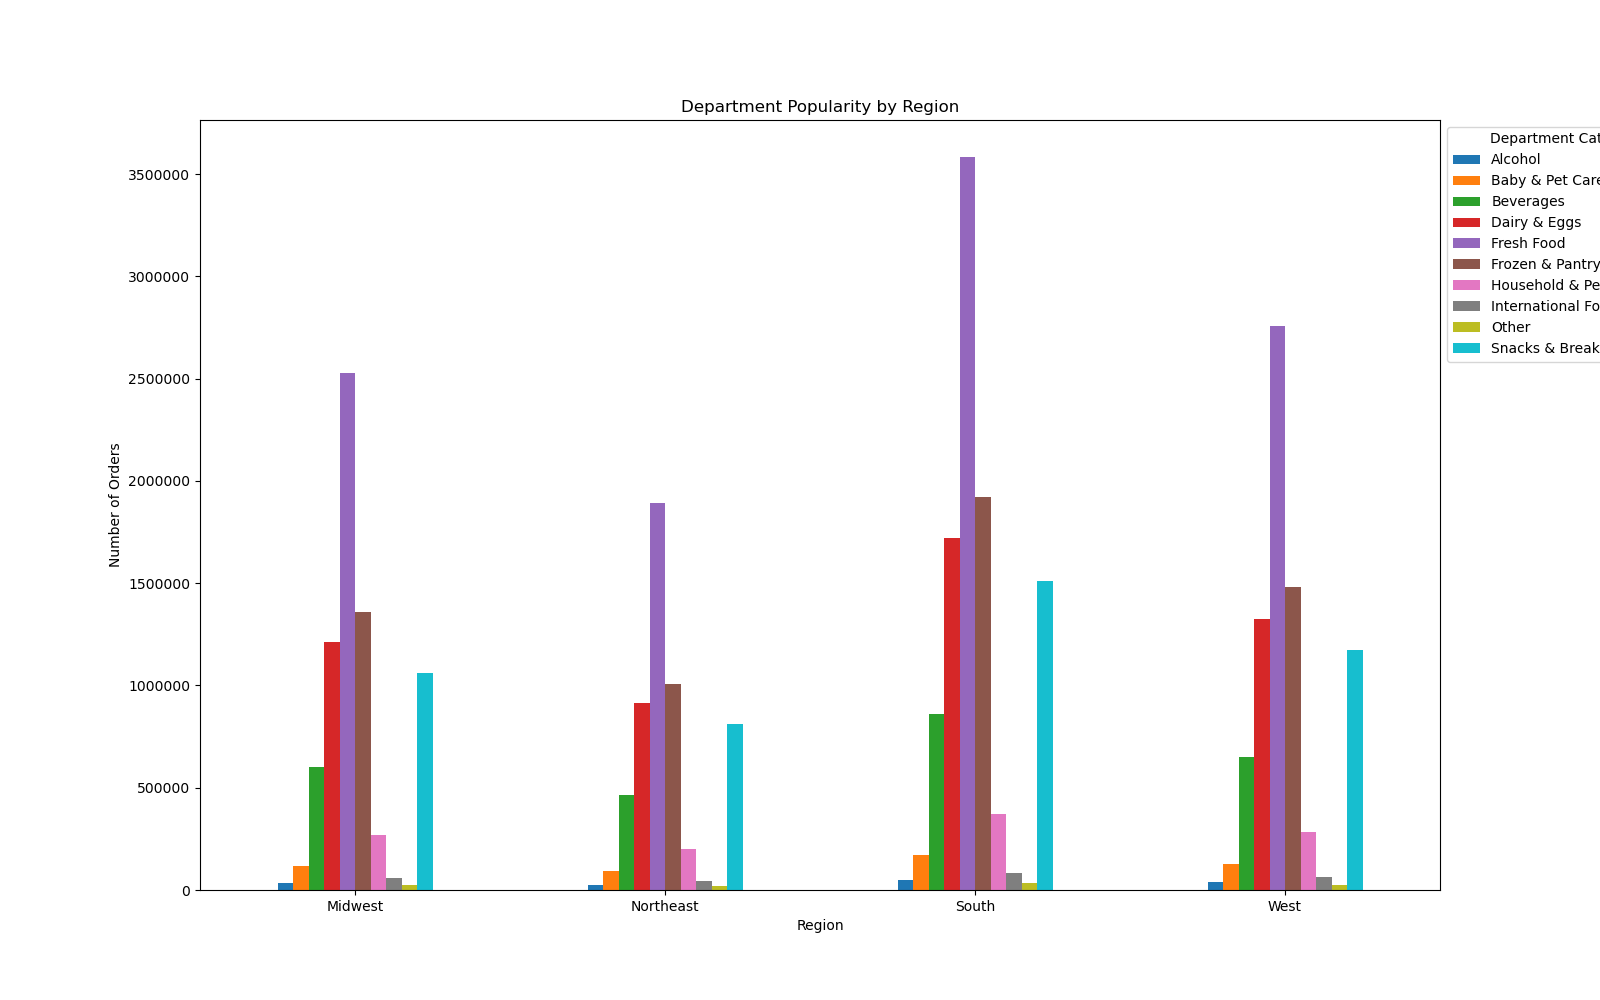 Department Popularity by Region
Number of Orders
3500000
3000000
2500000
2000000
1500000
1000000
500000
0
Midwest
Northeast
South
West
Region
Department Cat
Alcohol
Baby & Pet Care
Beverages
Dairy & Eggs
Fresh Food
Frozen & Pantry
Household & Pe
International Fo
Other
Snacks & Break